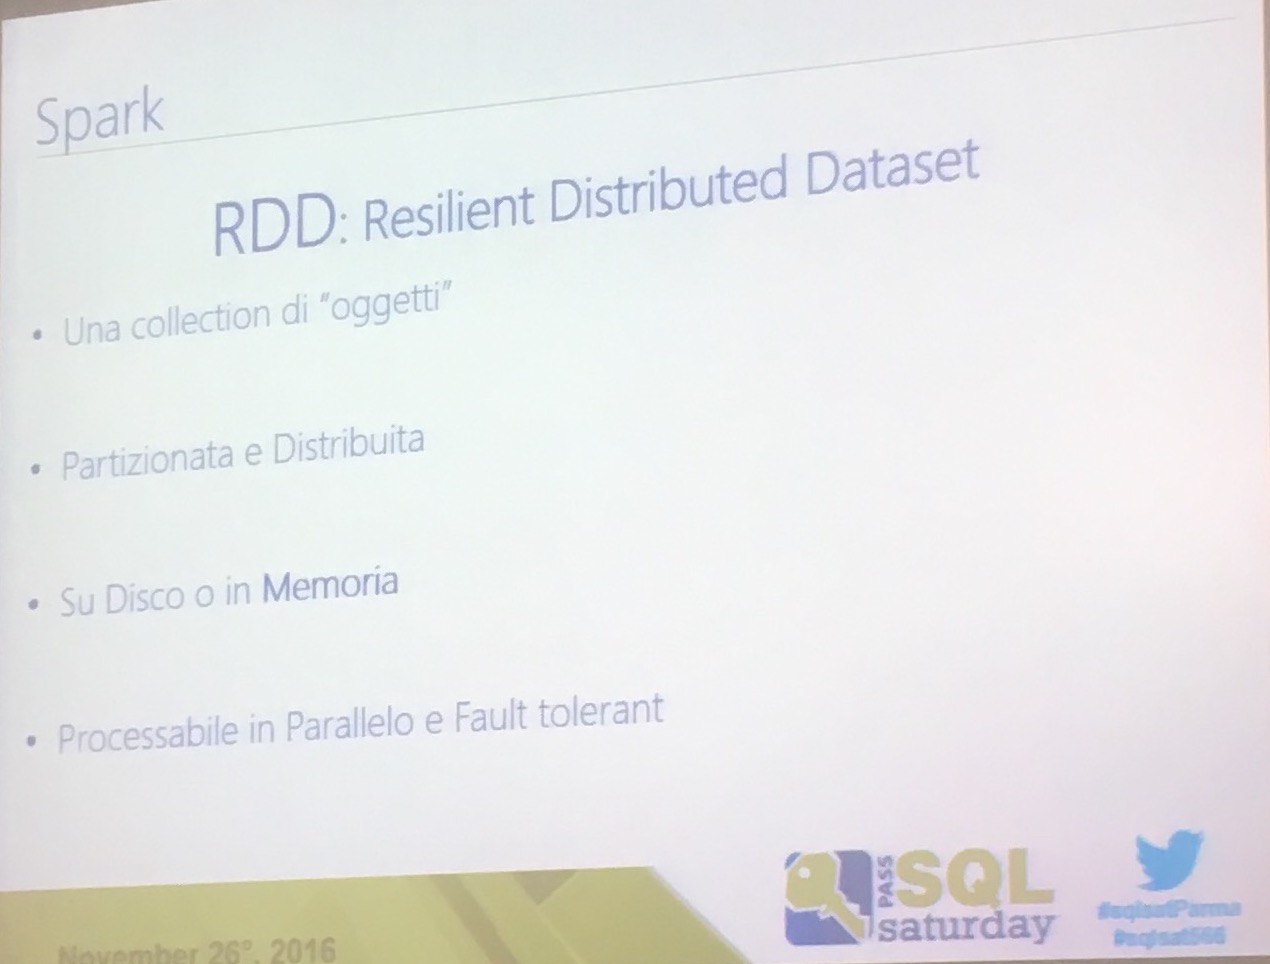 Spark
RDD: Resilient Distributed Dataset
• Una collection di "oggetti"
• Partizionata e Distribuita
• Su Disco o in Memoria
• Processabile in Parallelo e Fault tolerant
November 26°, 2016
PASS
SQL
saturday
#sqlsatParma